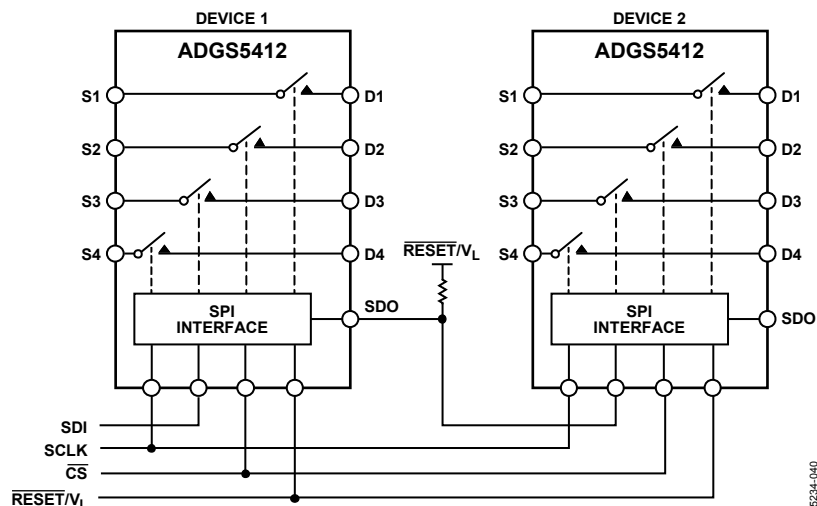 DEVICE 1
DEVICE 2
ADGS5412
ADGS5412
S1
D1
S1
D1
S2
D2
S2
D2
S3
D3
S3
D3
S4
D4
RESET/VL
S4
D4
SPI
INTERFACE
SDO
SPI
INTERFACE
SDO
SDI
SCLK
CS
RESET/VL
5234-040